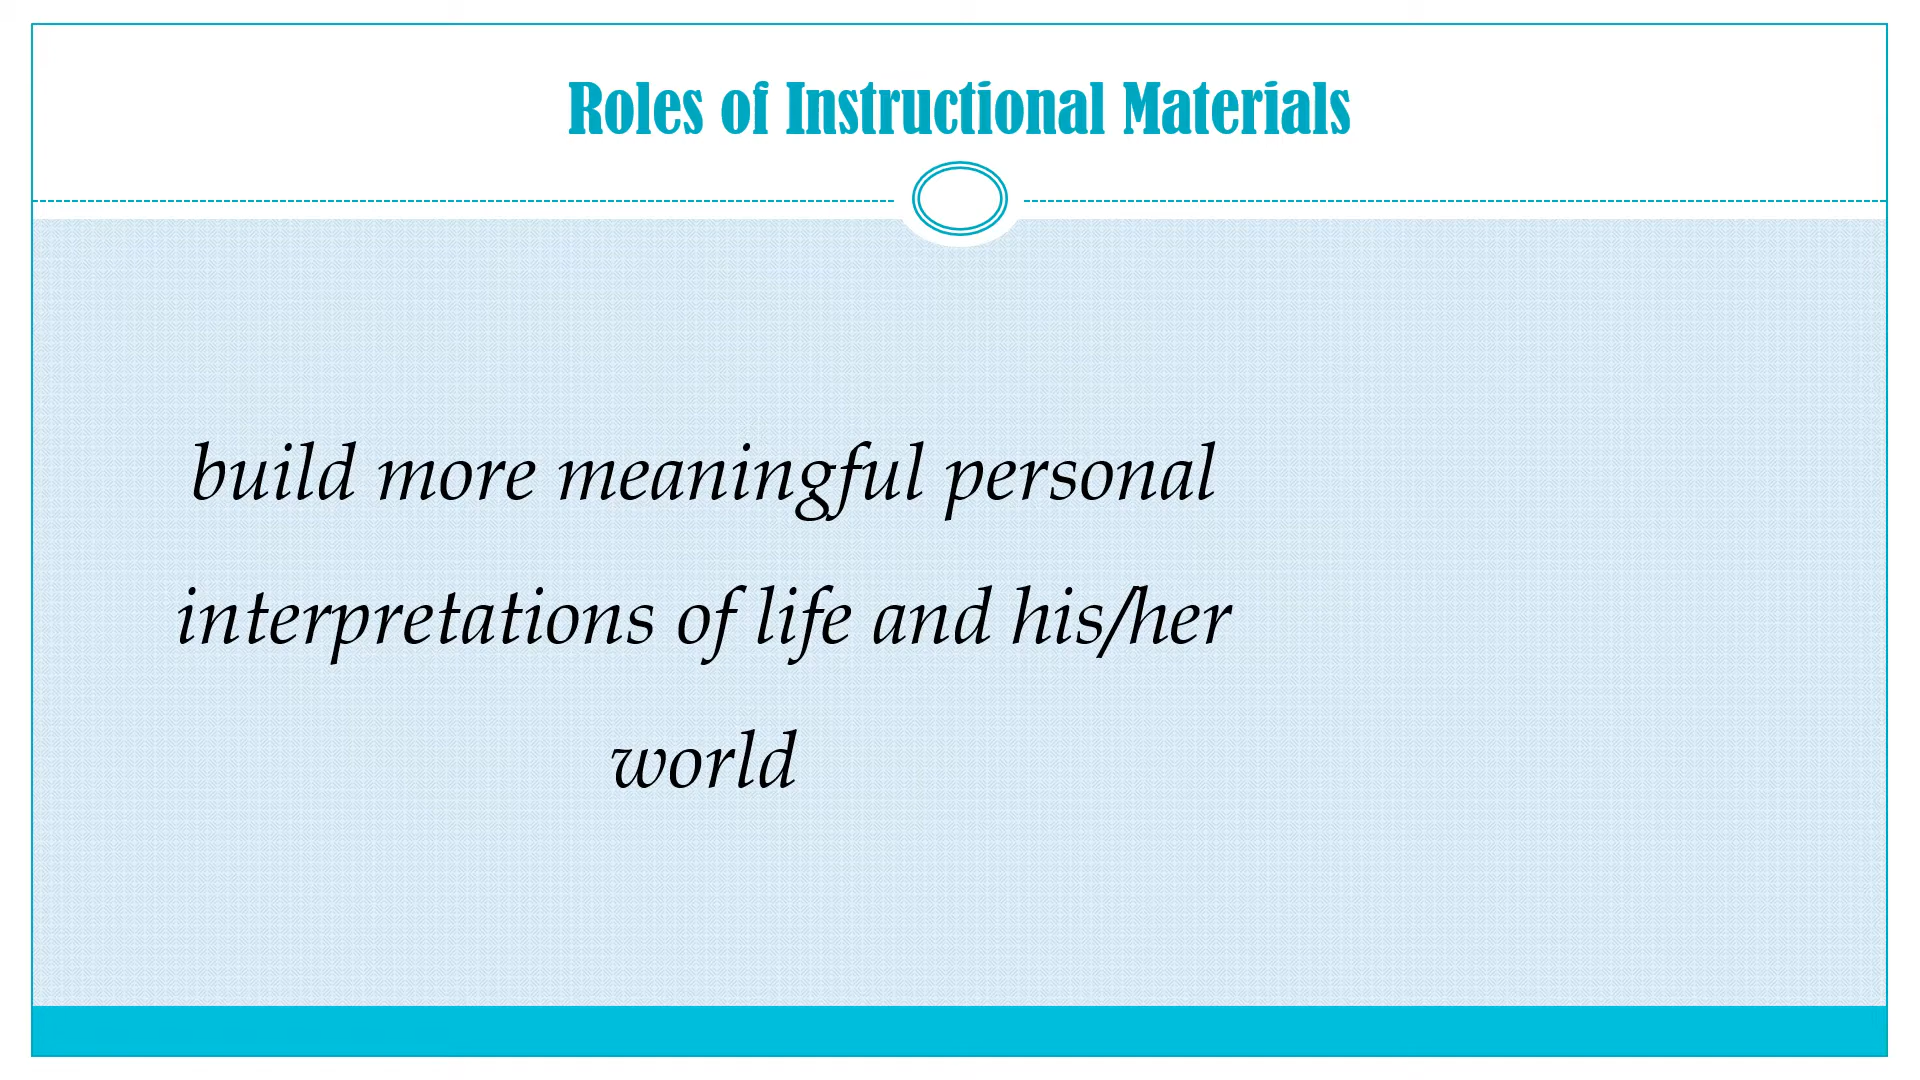 Roles of Instructional Materials
build more meaningful personal
interpretations of life and his/her
world